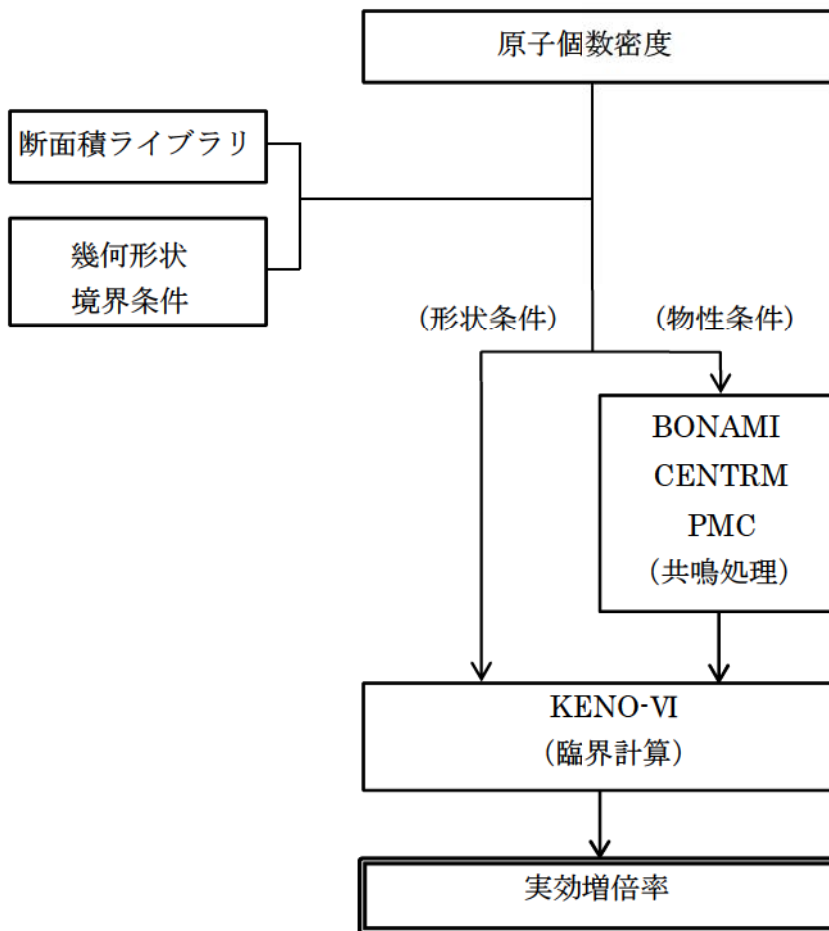 原子個数密度
断面積ライブラリ
幾何形状
境界条件
(形状条件)
(物性条件)
BONAMI
CENTRM
PMC
(共鳴処理)
KENO-VI
(臨界計算)
実効増倍率